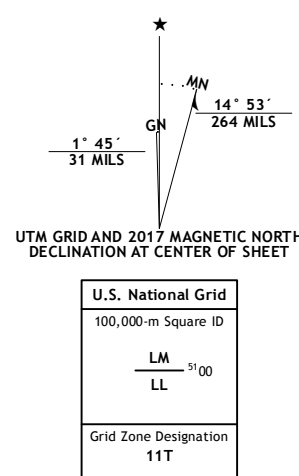 ★
MN
GN
1° 45´
31 MILS
14° 53´
264 MILS
UTM GRID AND 2017 MAGNETIC NORTH
DECLINATION AT CENTER OF SHEET
U.S. National Grid
100,000-m Square ID
LM
5100
LL
Grid Zone Designation
11T